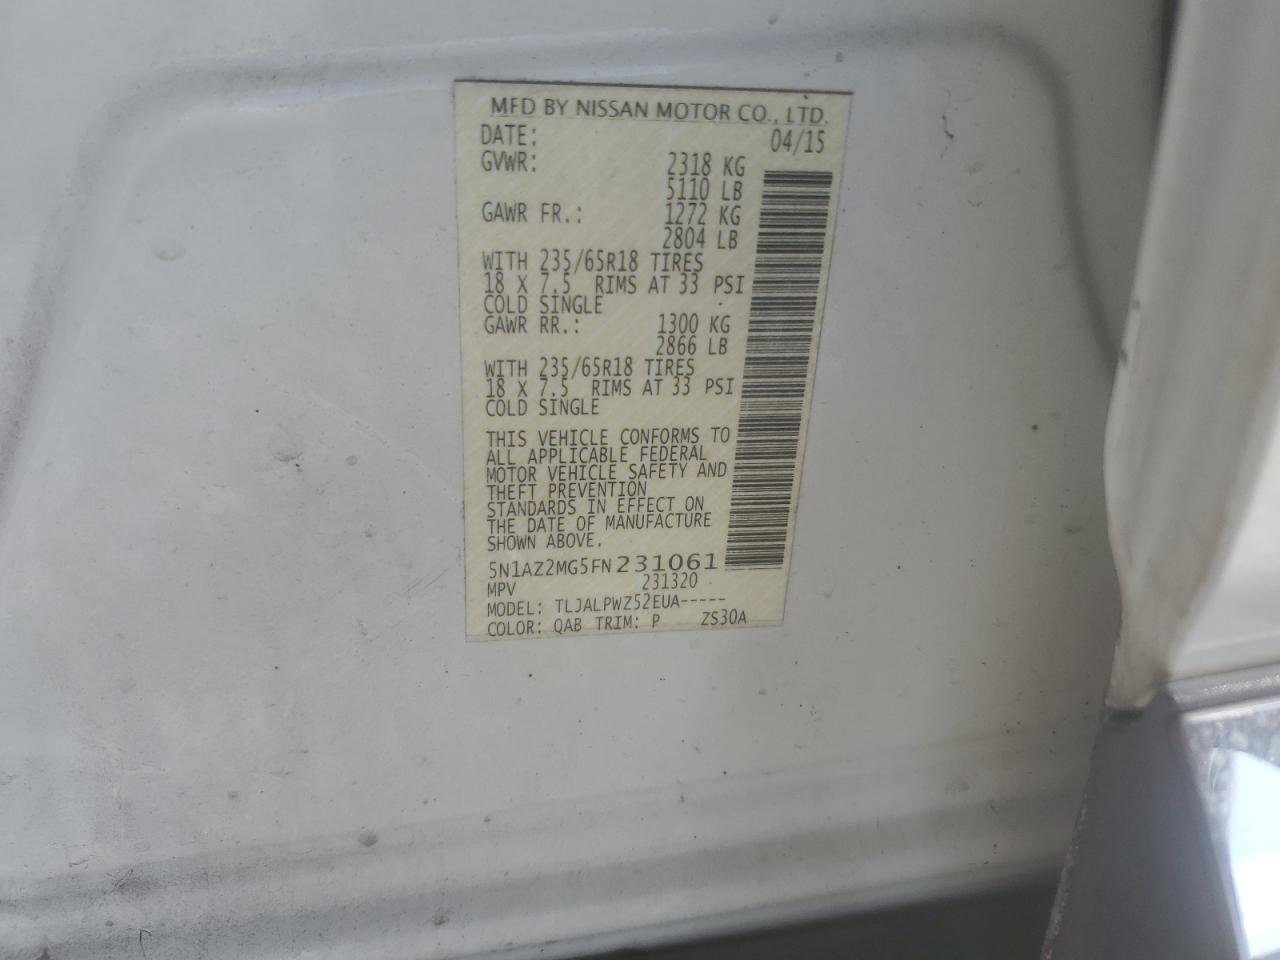 MFD BY NISSAN MOTOR CO., LTD.
DATE: 04/15
GVWR: 2318 KG
5110 LB
GAWR FR.: 1272 KG
2804 LB
WITH 235/65R18 TIRES
18 X 7.5 RIMS AT 33 PSI
COLD SINGLE
GAWR RR.: 1300 KG
2866 LB
WITH 235/65R18 TIRES
18 X 7.5 RIMS AT 33 PSI
COLD SINGLE
THIS VEHICLE CONFORMS TO
ALL APPLICABLE FEDERAL
MOTOR VEHICLE SAFETY AND
THEFT PREVENTION
STANDARDS IN EFFECT ON
THE DATE OF MANUFACTURE
SHOWN ABOVE.
5N1AZ2MG5FN231061
MPV 231320
MODEL: TLJALPWZ52EUA-----
COLOR: QAB TRIM: P ZS30A